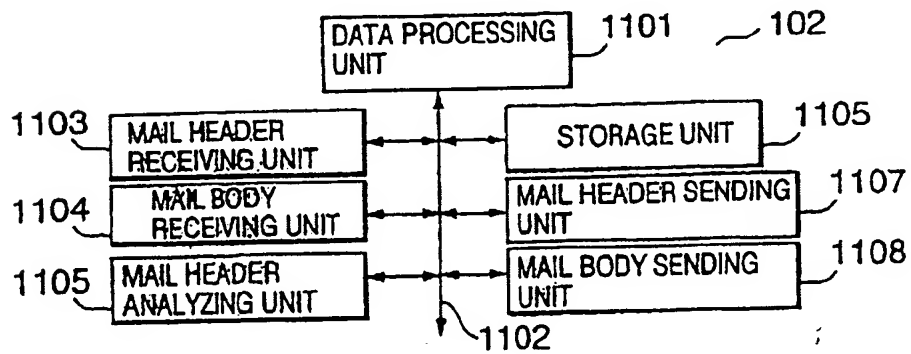 DATA PROCESSING
UNIT
1101
102
1103
MAIL HEADER
RECEIVING UNIT
STORAGE UNIT
1105
1104
MAIL BODY
RECEIVING UNIT
MAIL HEADER SENDING
UNIT
1107
1105
MAIL HEADER
ANALYZING UNIT
MAIL BODY SENDING
UNIT
1108
1102